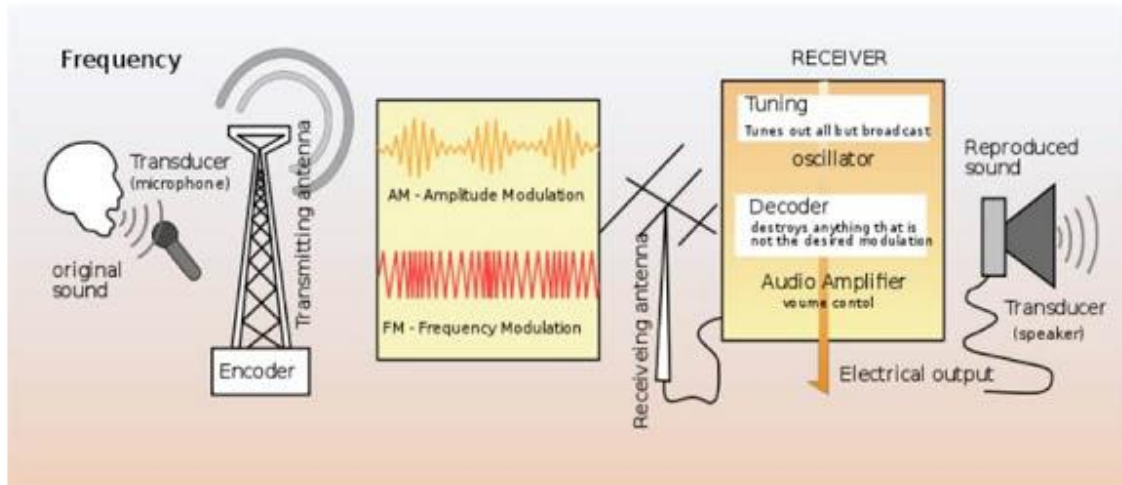 Frequency
Transducer
(microphone)
original
sound
Transmitting antenna
Encoder
AM - Amplitude Modulation
FM - Frequency Modulation
Receiveing antenna
RECEIVER
Tuning
Tunes out all but broadcast
oscillator
Decoder
destroys anything that is
not the desired modulation
Audio Amplifier
voume contol
Electrical output
Reproduced
sound
Transducer
(speaker)